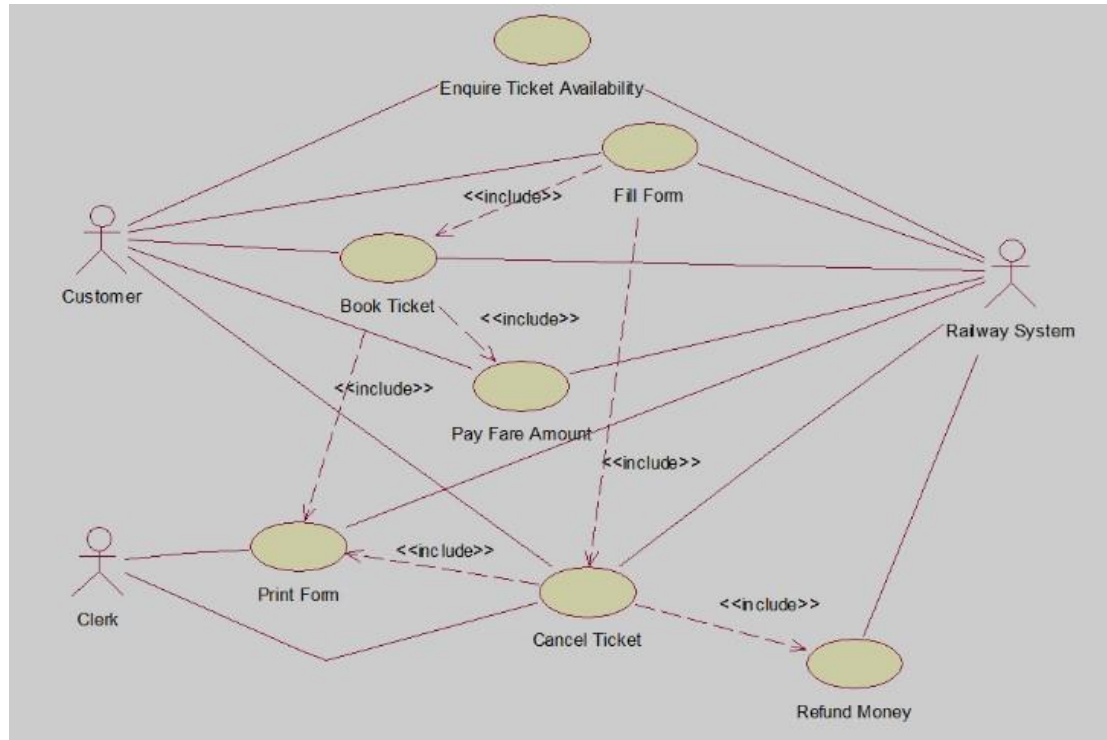 Enquire Ticket Availability
<<include>>
Fill Form
Customer
Book Ticket
<<include>>
Railway System
<<include>>
Pay Fare Amount
<<include>>
<<include>>
Print Form
Clerk
<<include>>
Cancel Ticket
Refund Money